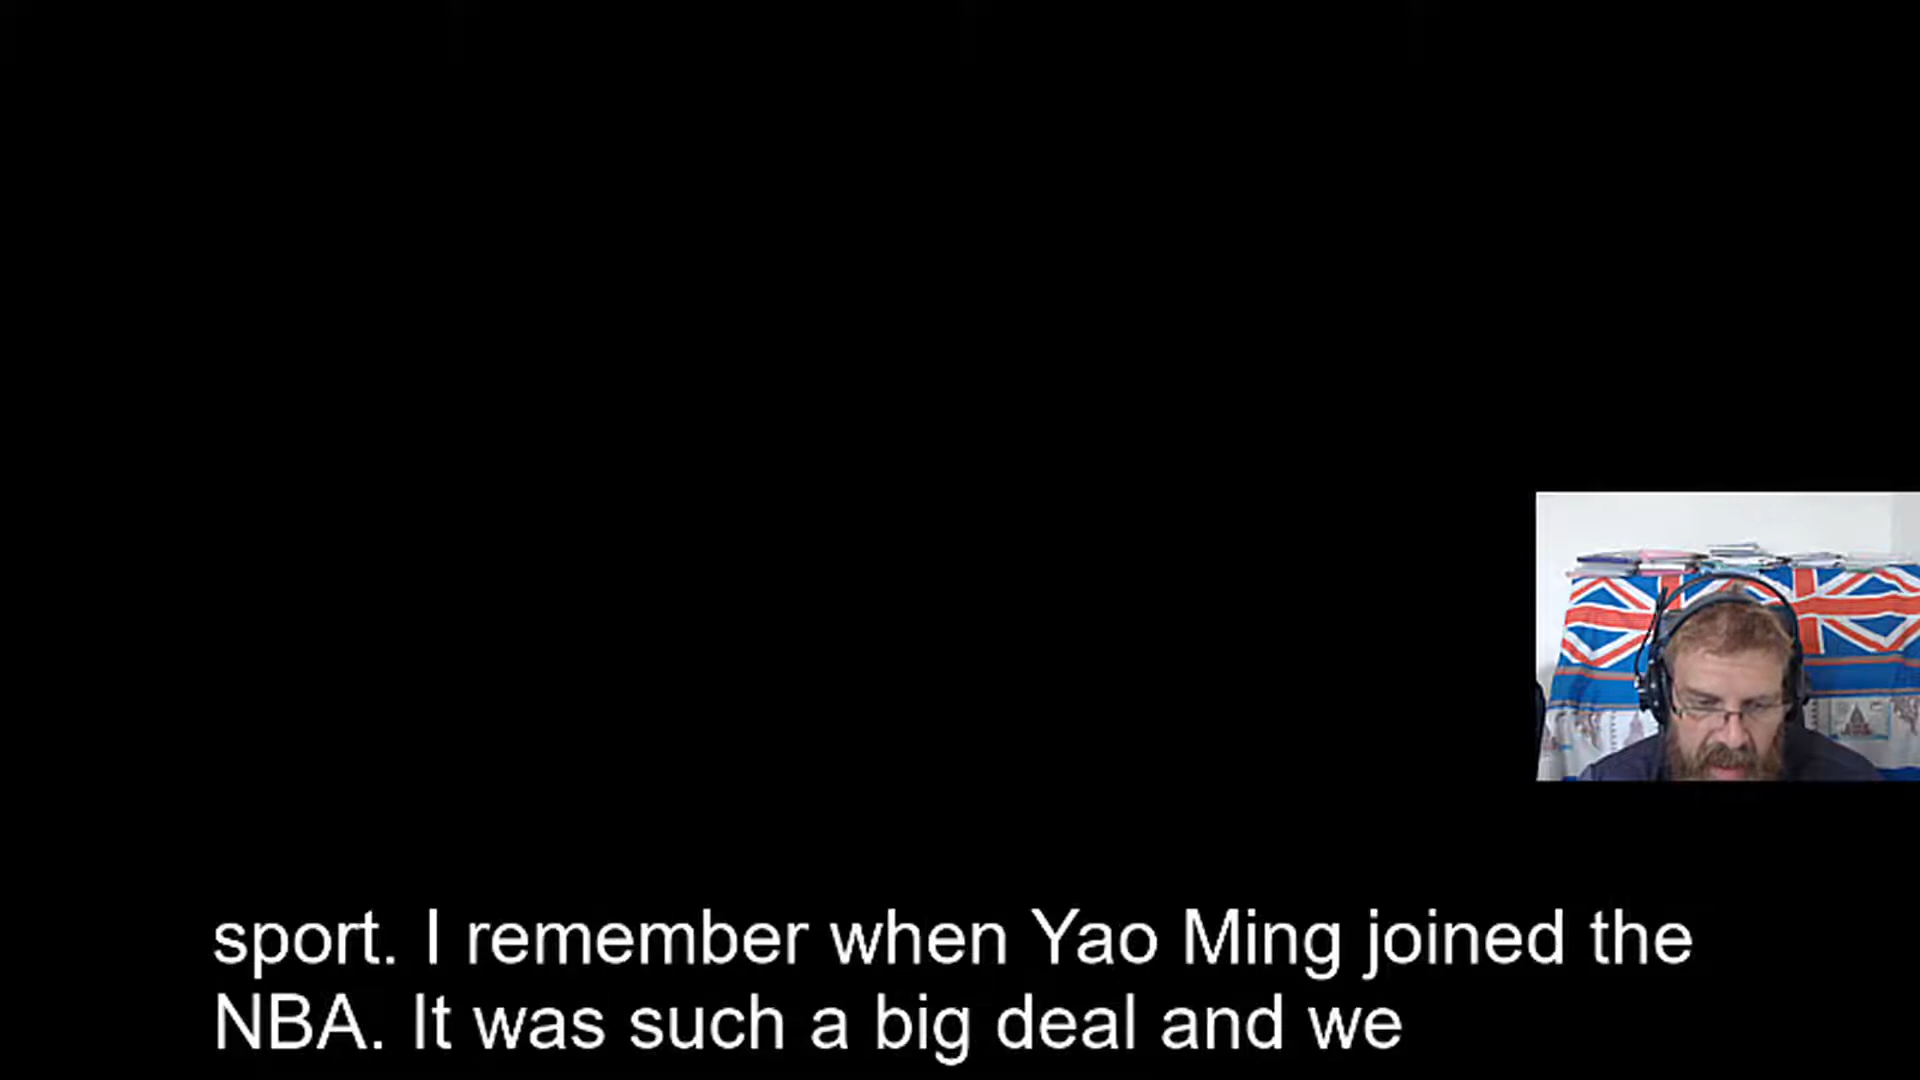 sport. I remember when Yao Ming joined the
NBA. It was such a big deal and we